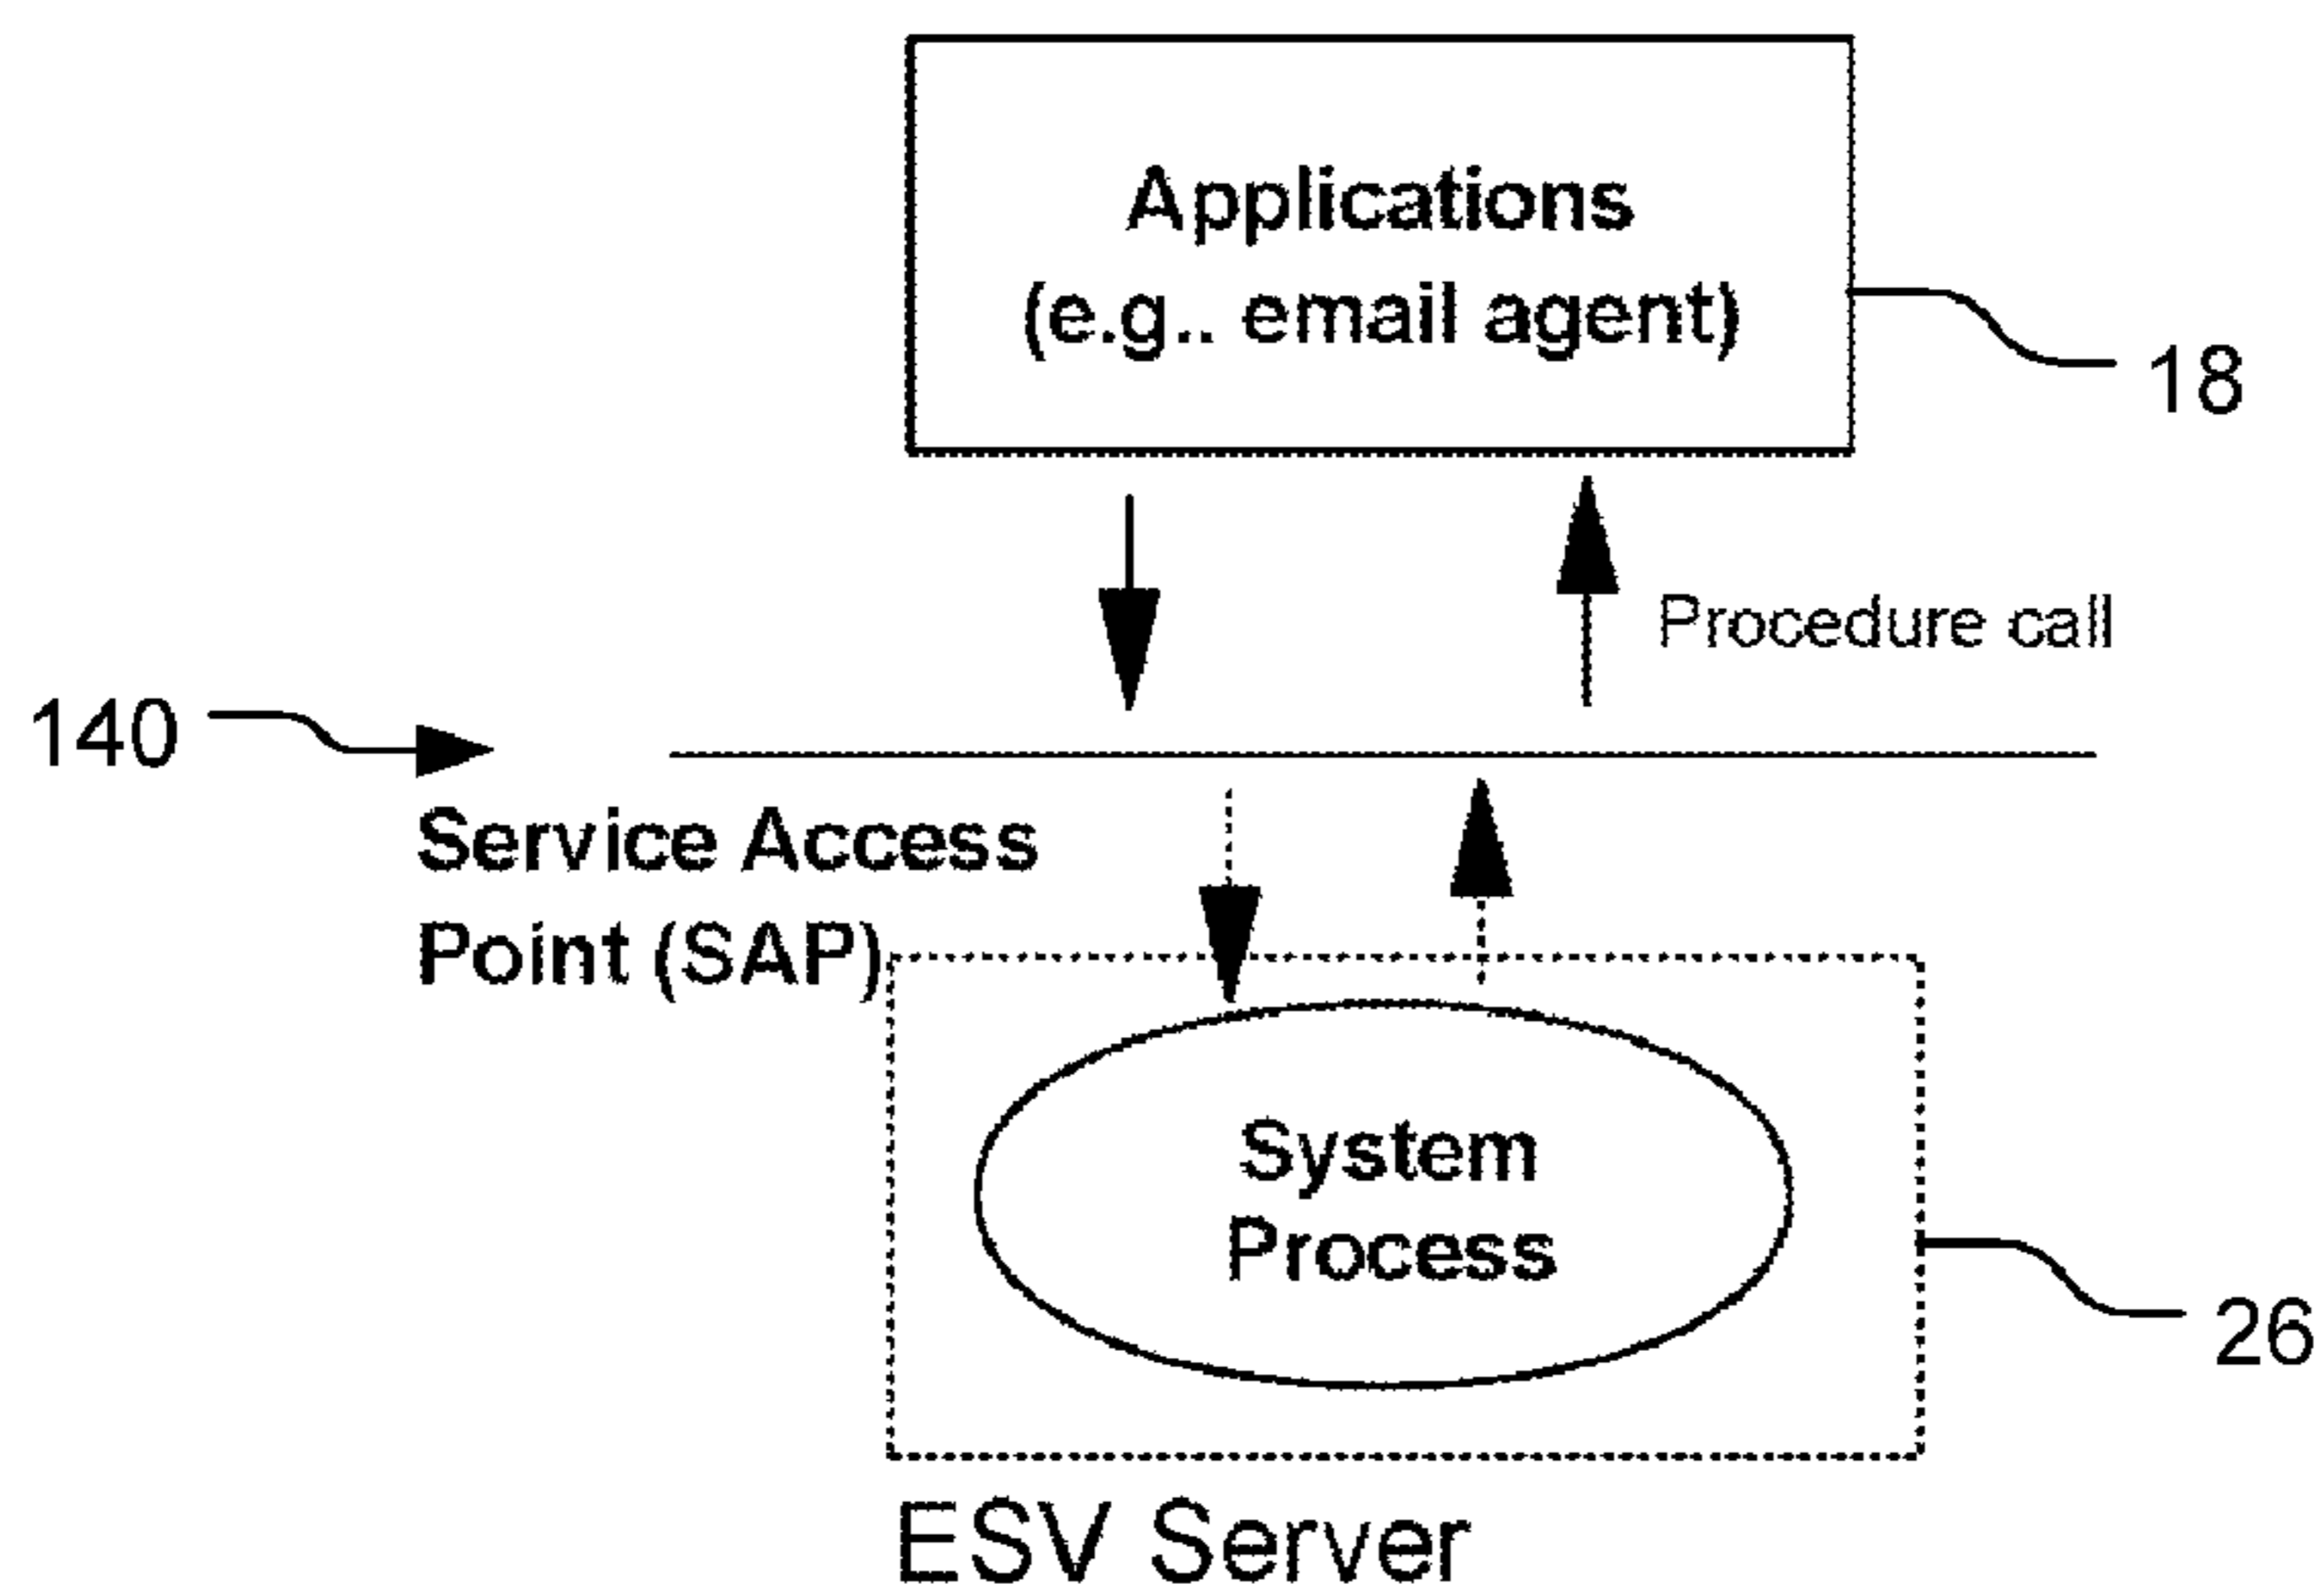 Applications
(e.g.. email agent)
18
Procedure call
140
Service Access
Point (SAP)
System
Process
26
ESV Server